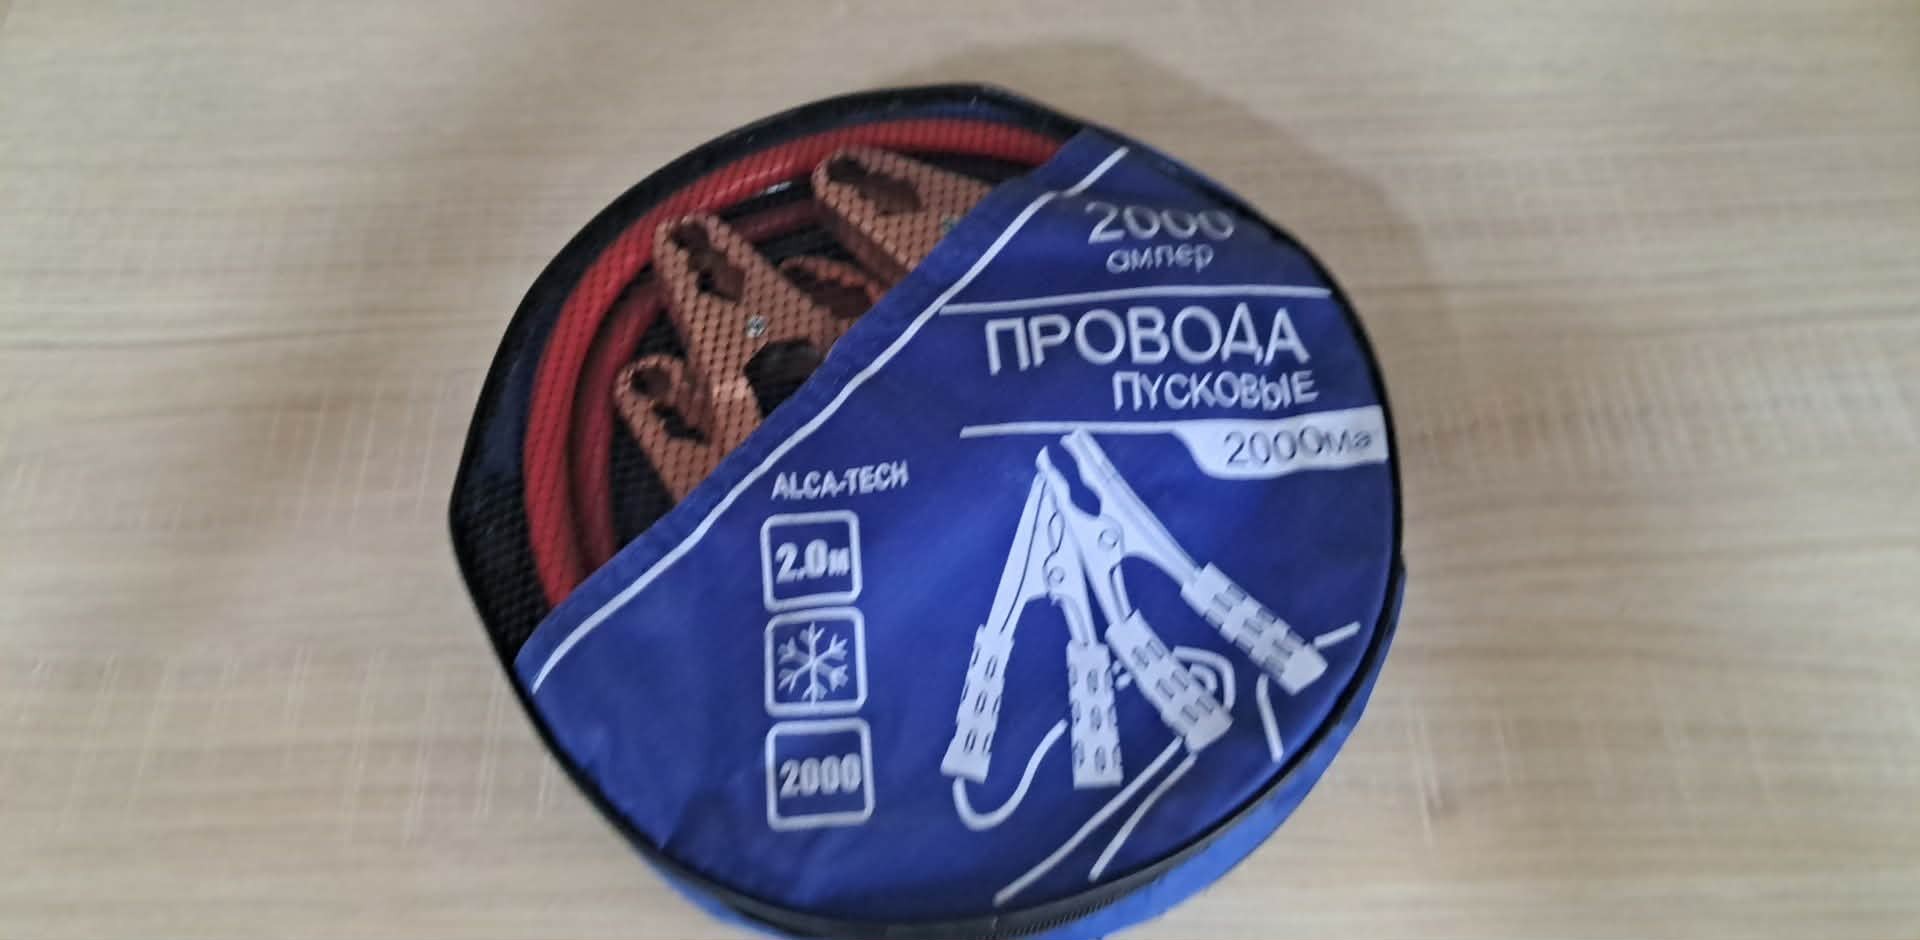 2000
ампер
ПРОВОДА
ПУСКОВЫЕ
2000Ма
ALCA-TECH
2.0м
2000